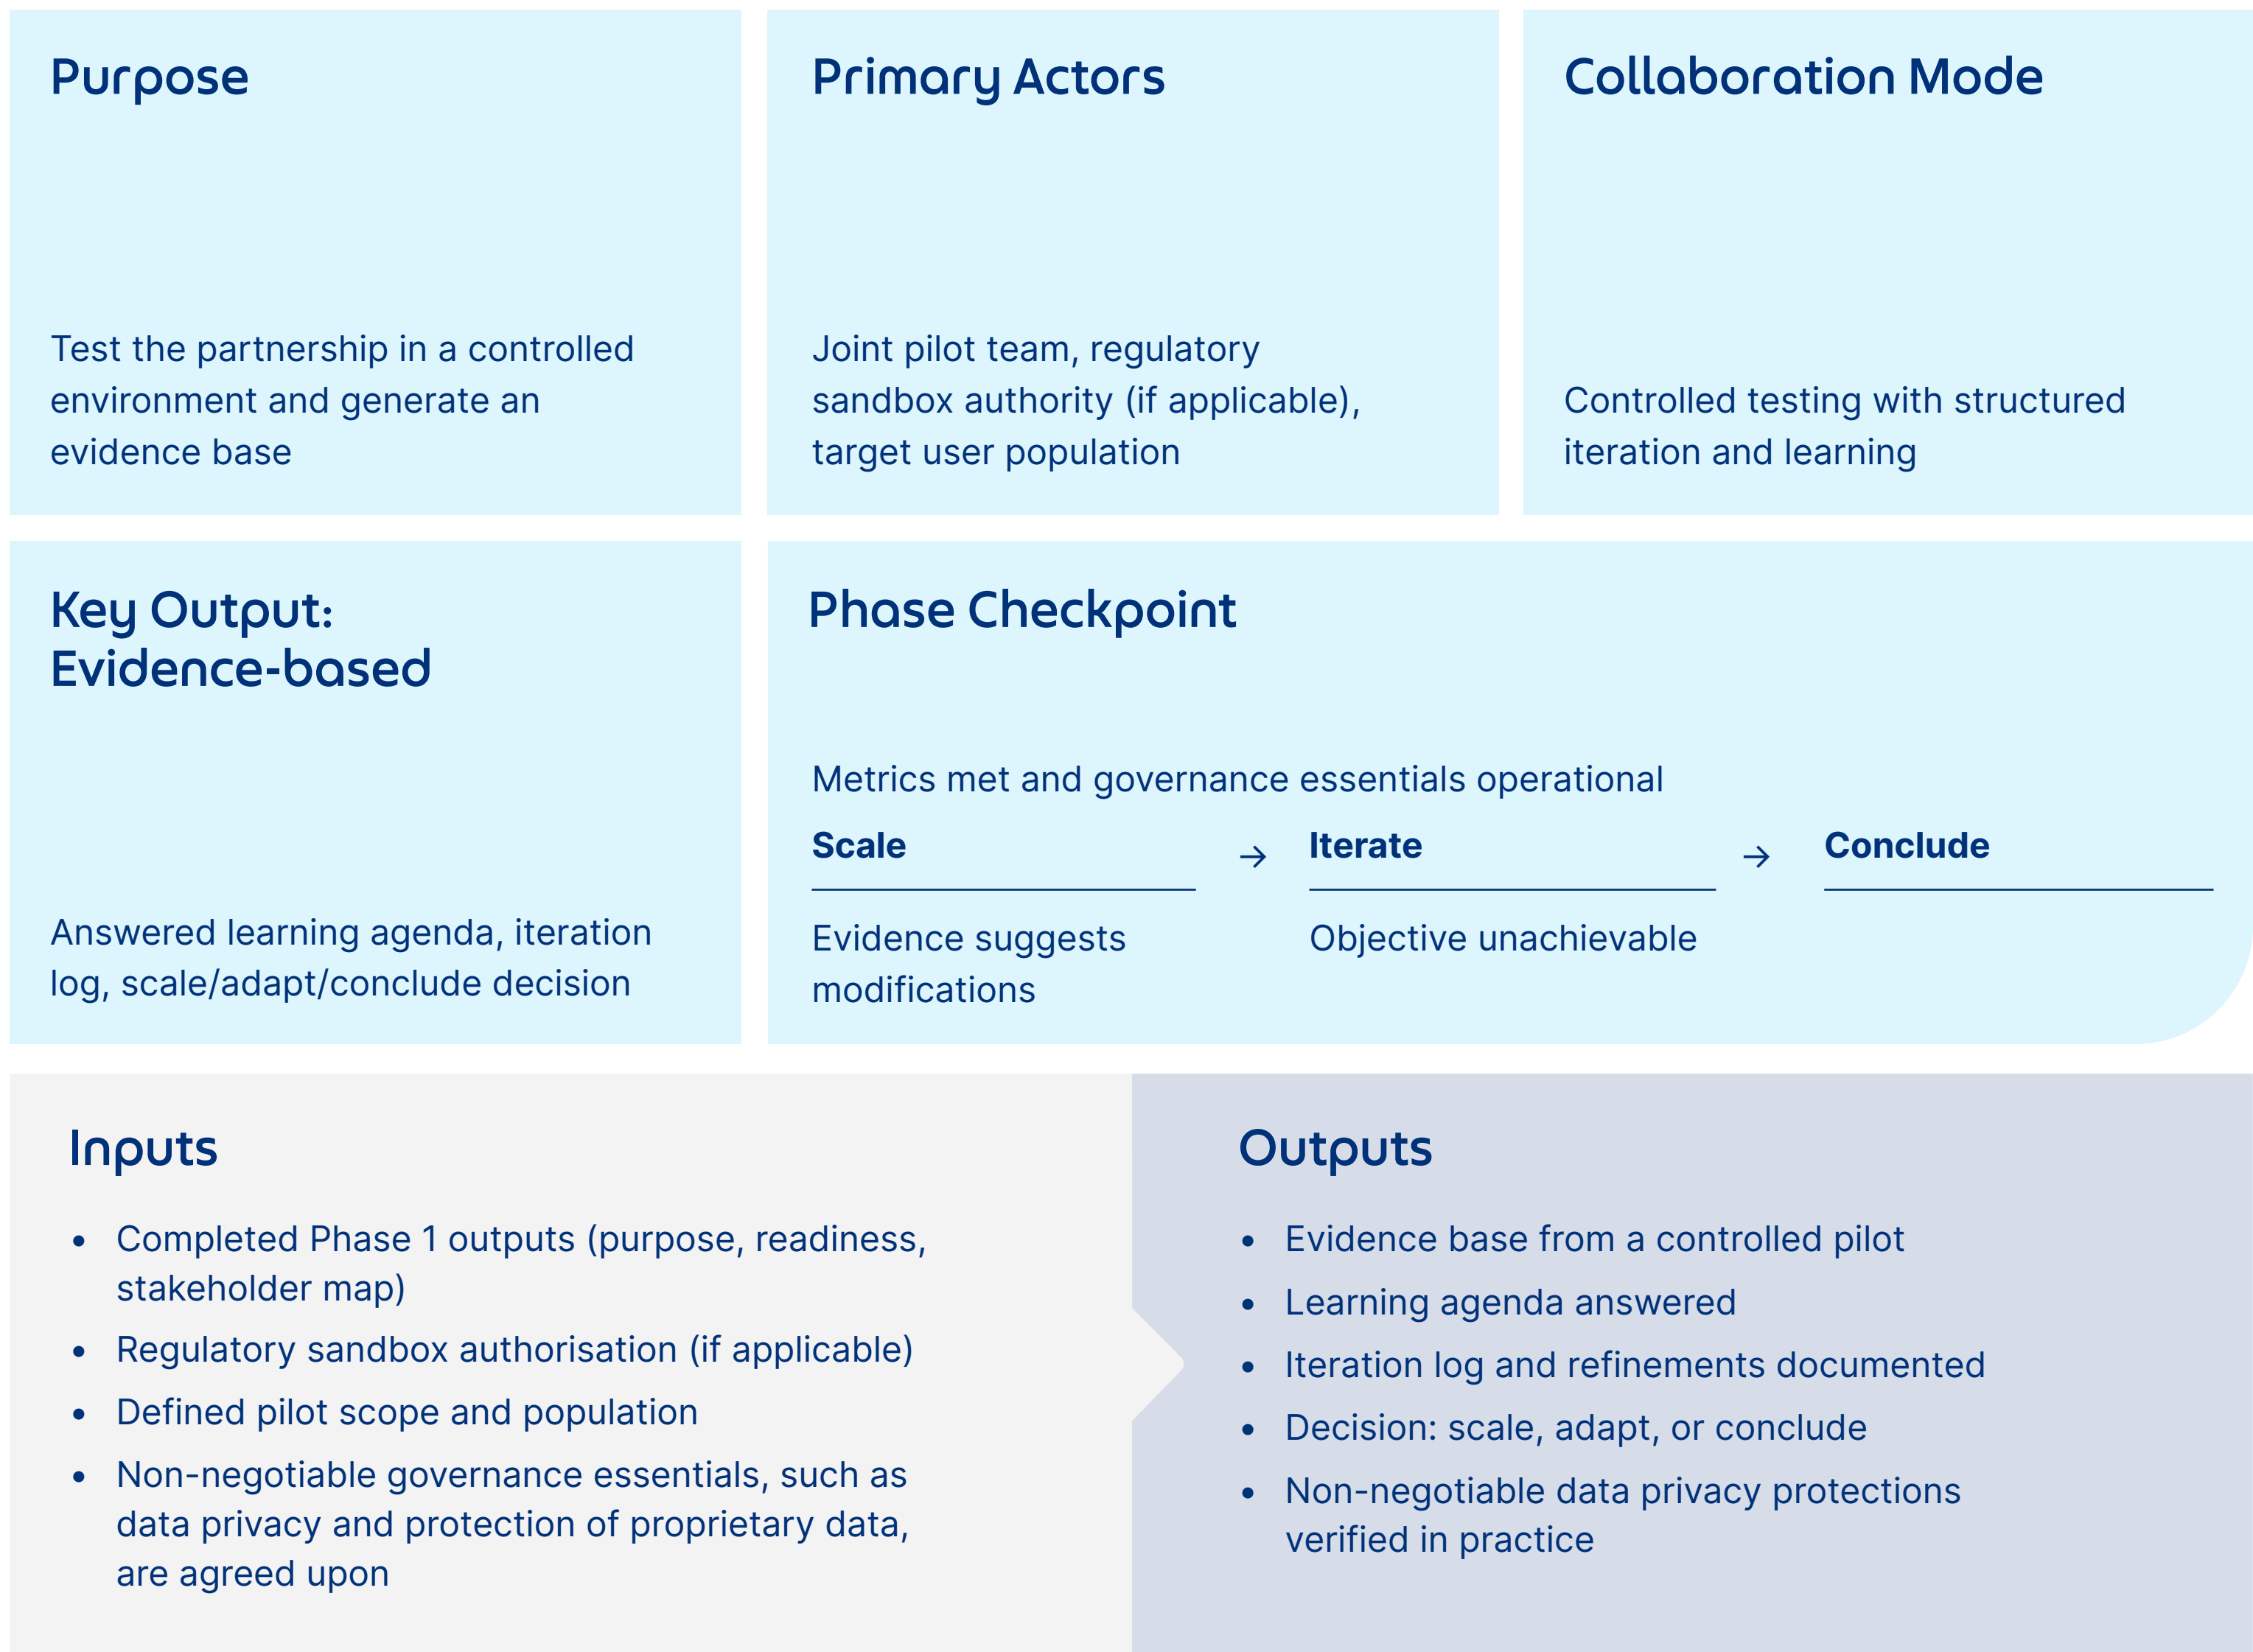 Purpose
Test the partnership in a controlled
environment and generate an
evidence base
Primary Actors
Joint pilot team, regulatory
sandbox authority (if applicable),
target user population
Collaboration Mode
Controlled testing with structured
iteration and learning
Key Output:
Evidence-based
Answered learning agenda, iteration
log, scale/adapt/conclude decision
Phase Checkpoint
Metrics met and governance essentials operational
Scale → Iterate → Conclude
Evidence suggests
modifications
Objective unachievable
Inputs
• Completed Phase 1 outputs (purpose, readiness,
stakeholder map)
• Regulatory sandbox authorisation (if applicable)
• Defined pilot scope and population
• Non-negotiable governance essentials, such as
data privacy and protection of proprietary data,
are agreed upon
Outputs
• Evidence base from a controlled pilot
• Learning agenda answered
• Iteration log and refinements documented
• Decision: scale, adapt, or conclude
• Non-negotiable data privacy protections
verified in practice